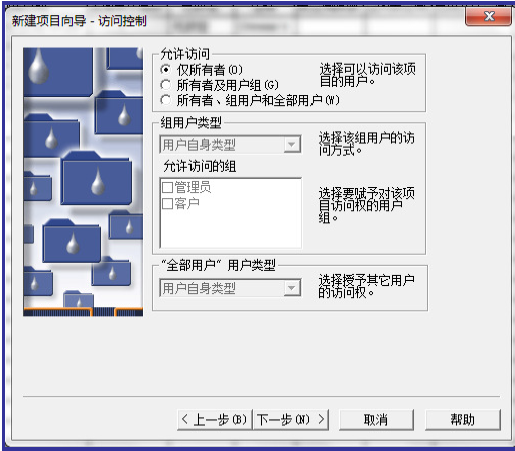 新建项目向导 - 访问控制
允许访问
仅所有者(O)
所有者及用户组(G)
所有者、组用户和全部用户(W)
选择可以访问该项
目的用户。
组用户类型
用户自身类型
选择该组用户的访
问方式。
允许访问的组
管理员
客户
选择要赋予对该项
目访问权的用户
组。
“全部用户”用户类型
用户自身类型
选择授予其它用户
的访问权。
< 上一步(B)
下一步(N) >
取消
帮助